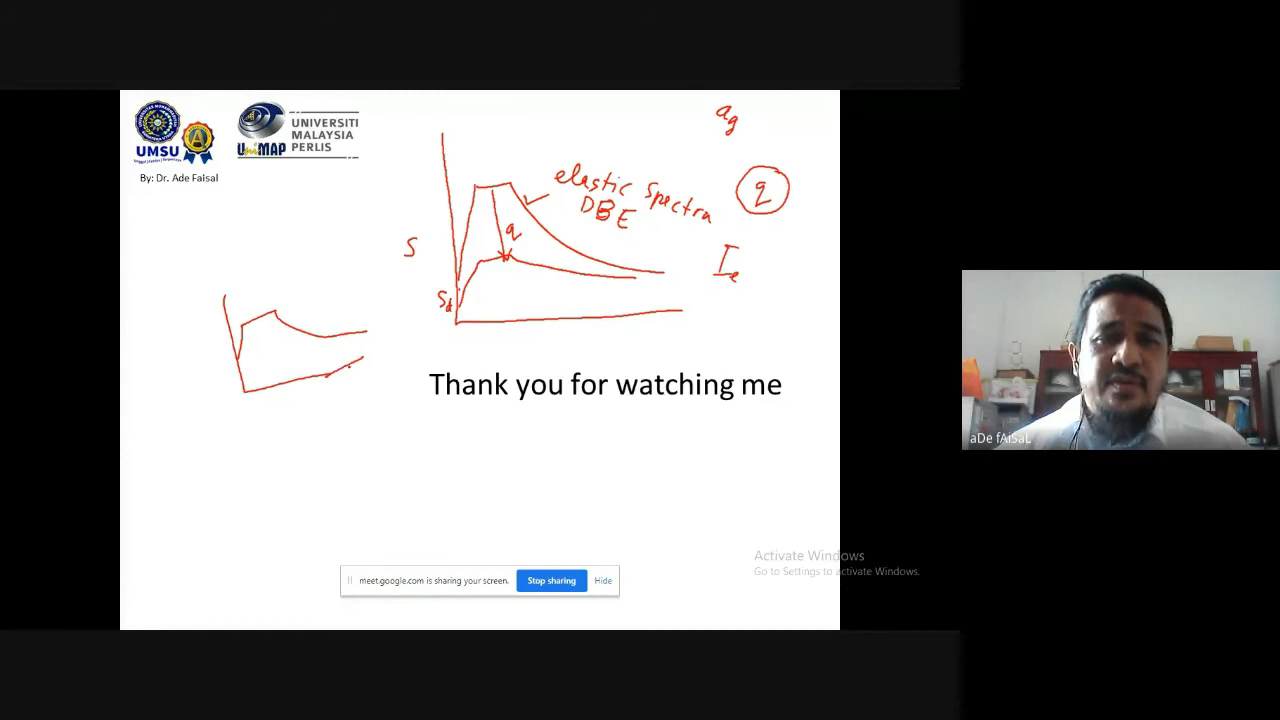 UMSU
UniMAP
UNIVERSITI
MALAYSIA
PERLIS
By: Dr. Ade Faisal
ag
elastic spectra
DBE
q
q
S
Ie
Sd
Thank you for watching me
aDe fAiSaL
Activate Windows
Go to Settings to activate Windows.
meet.google.com is sharing your screen.
Stop sharing
Hide